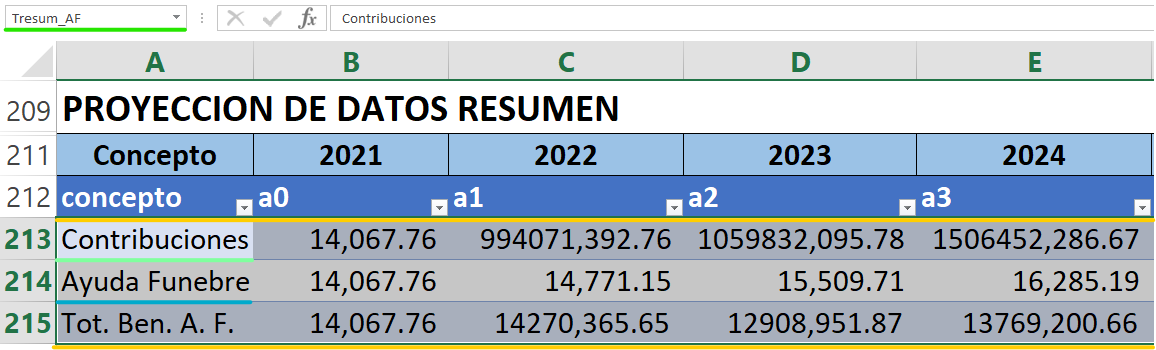 Tresum_AF fx Contribuciones
A B C D E
209 PROYECCION DE DATOS RESUMEN
211 Concepto 2021 2022 2023 2024
212 concepto a0 a1 a2 a3
213 Contribuciones 14,067.76 994071,392.76 1059832,095.78 1506452,286.67
214 Ayuda Funebre 14,067.76 14,771.15 15,509.71 16,285.19
215 Tot. Ben. A. F. 14,067.76 14270,365.65 12908,951.87 13769,200.66